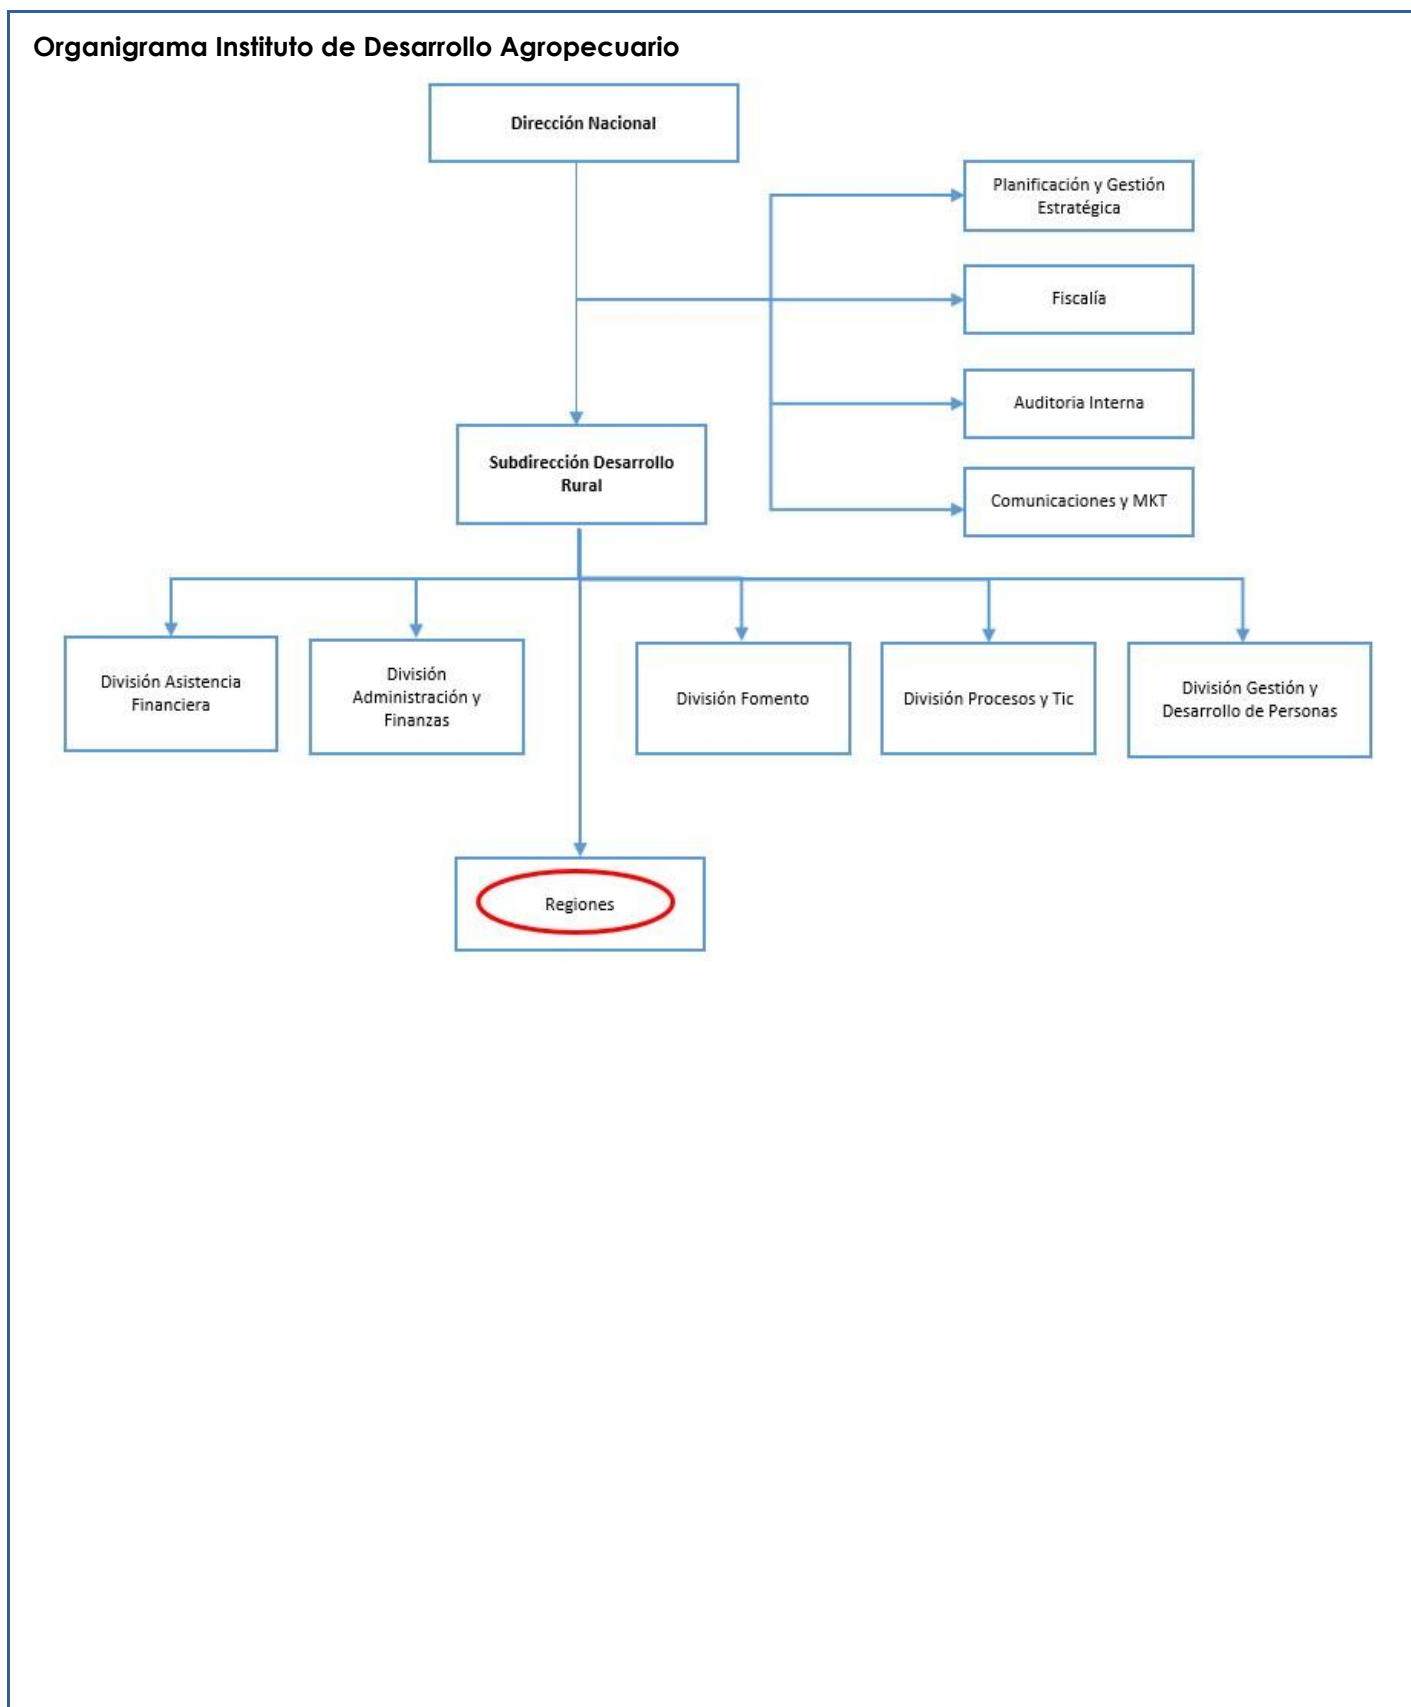 Organigrama Instituto de Desarrollo Agropecuario
Dirección Nacional
Planificación y Gestión
Estratégica
Fiscalía
Auditoria Interna
Comunicaciones y MKT
Subdirección Desarrollo
Rural
División Asistencia
Financiera
División
Administración y
Finanzas
División Fomento
División Procesos y Tic
División Gestión y
Desarrollo de Personas
Regiones